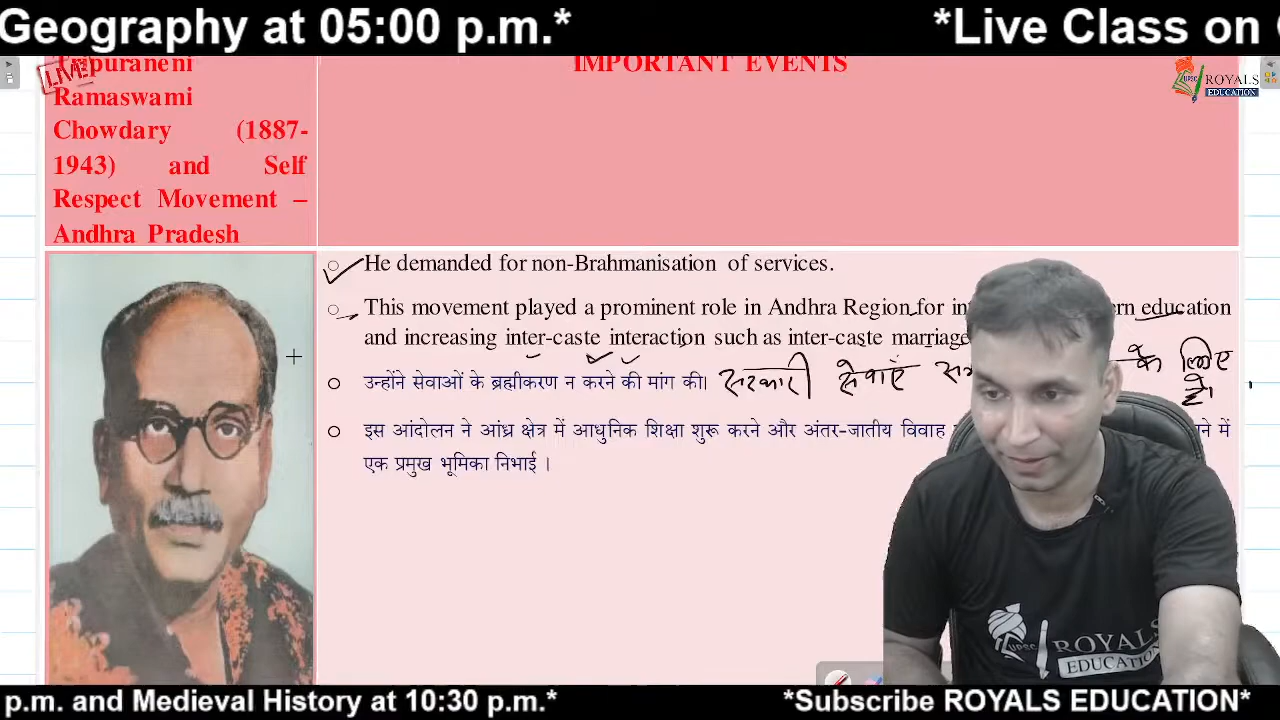 Geography at 05:00 p.m.* *Live Class on
LIVE
Ramaswami
Chowdary (1887-
1943) and Self
Respect Movement –
Andhra Pradesh
IMPORTANT EVENTS
UPSC ROYALS
EDUCATION
He demanded for non-Brahmanisation of services.
This movement played a prominent role in Andhra Region for education
and increasing inter-caste interaction such as inter-caste marriage
उन्होंने सेवाओं के ब्रह्मीकरण न करने की मांग की। सरकारी सेवाएँ के लिए
हो।
इस आंदोलन ने आंध्र क्षेत्र में आधुनिक शिक्षा शुरू करने और अंतर-जातीय विवाह में
एक प्रमुख भूमिका निभाई ।
UPSC ROYALS
EDUCATION
p.m. and Medieval History at 10:30 p.m.* *Subscribe ROYALS EDUCATION*